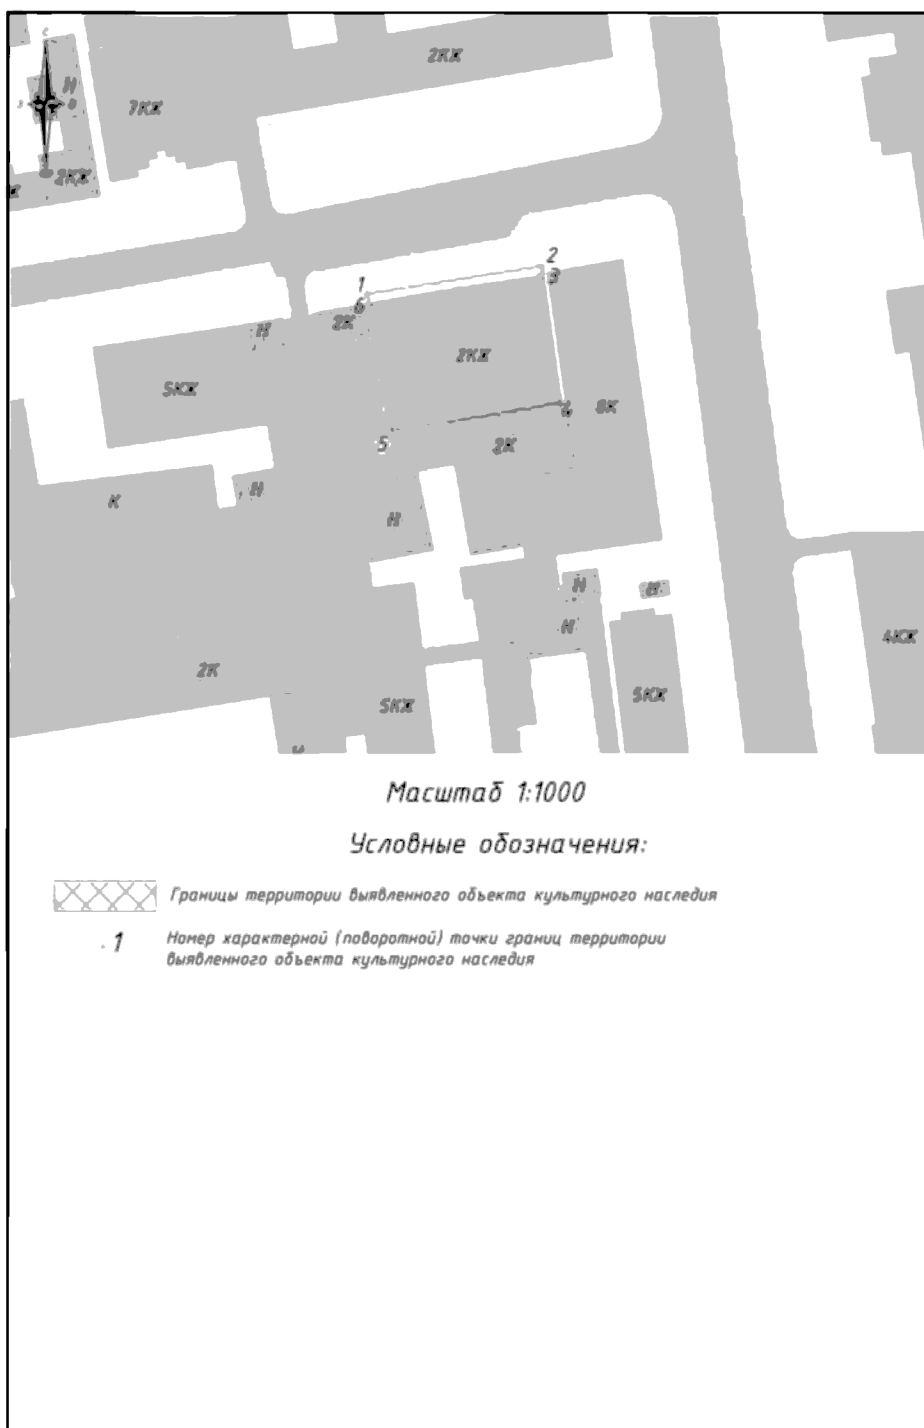 С
2КЖ
Н
З
В
7КЖ
2КЖ
2
1
3
6
2К
Н
2КЖ
5КЖ
4
8К
5
2К
Н
К
Н
Н
Н
Н
4КЖ
2К
5КЖ
5КЖ
Масштаб 1:1000
Условные обозначения:
Границы территории выявленного объекта культурного наследия
1 Номер характерной (поворотной) точки границ территории
выявленного объекта культурного наследия